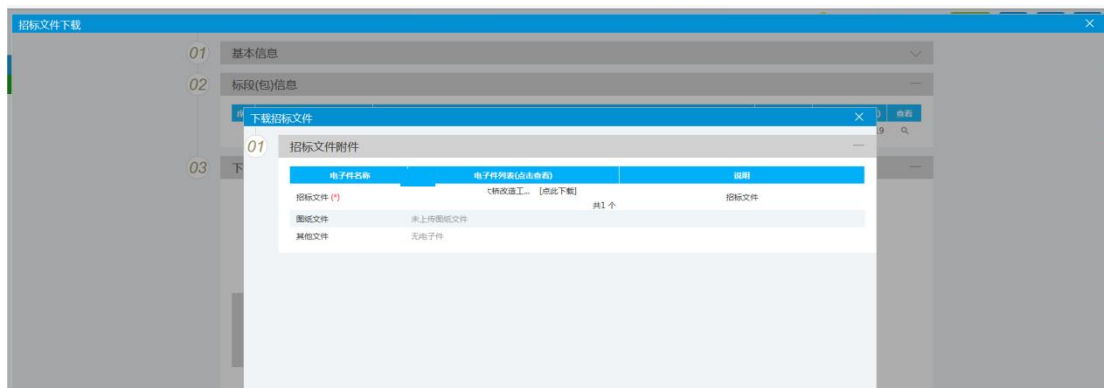 招标文件下载
01 基本信息
02 标段(包)信息
查看
19
下载招标文件
01 招标文件附件
03 下
电子件名称 电子件列表(点击查看) 说明
招标文件 (*) 桥改造工... [点此下载] 招标文件
共1 个
图纸文件 未上传图纸文件
其他文件 无电子件